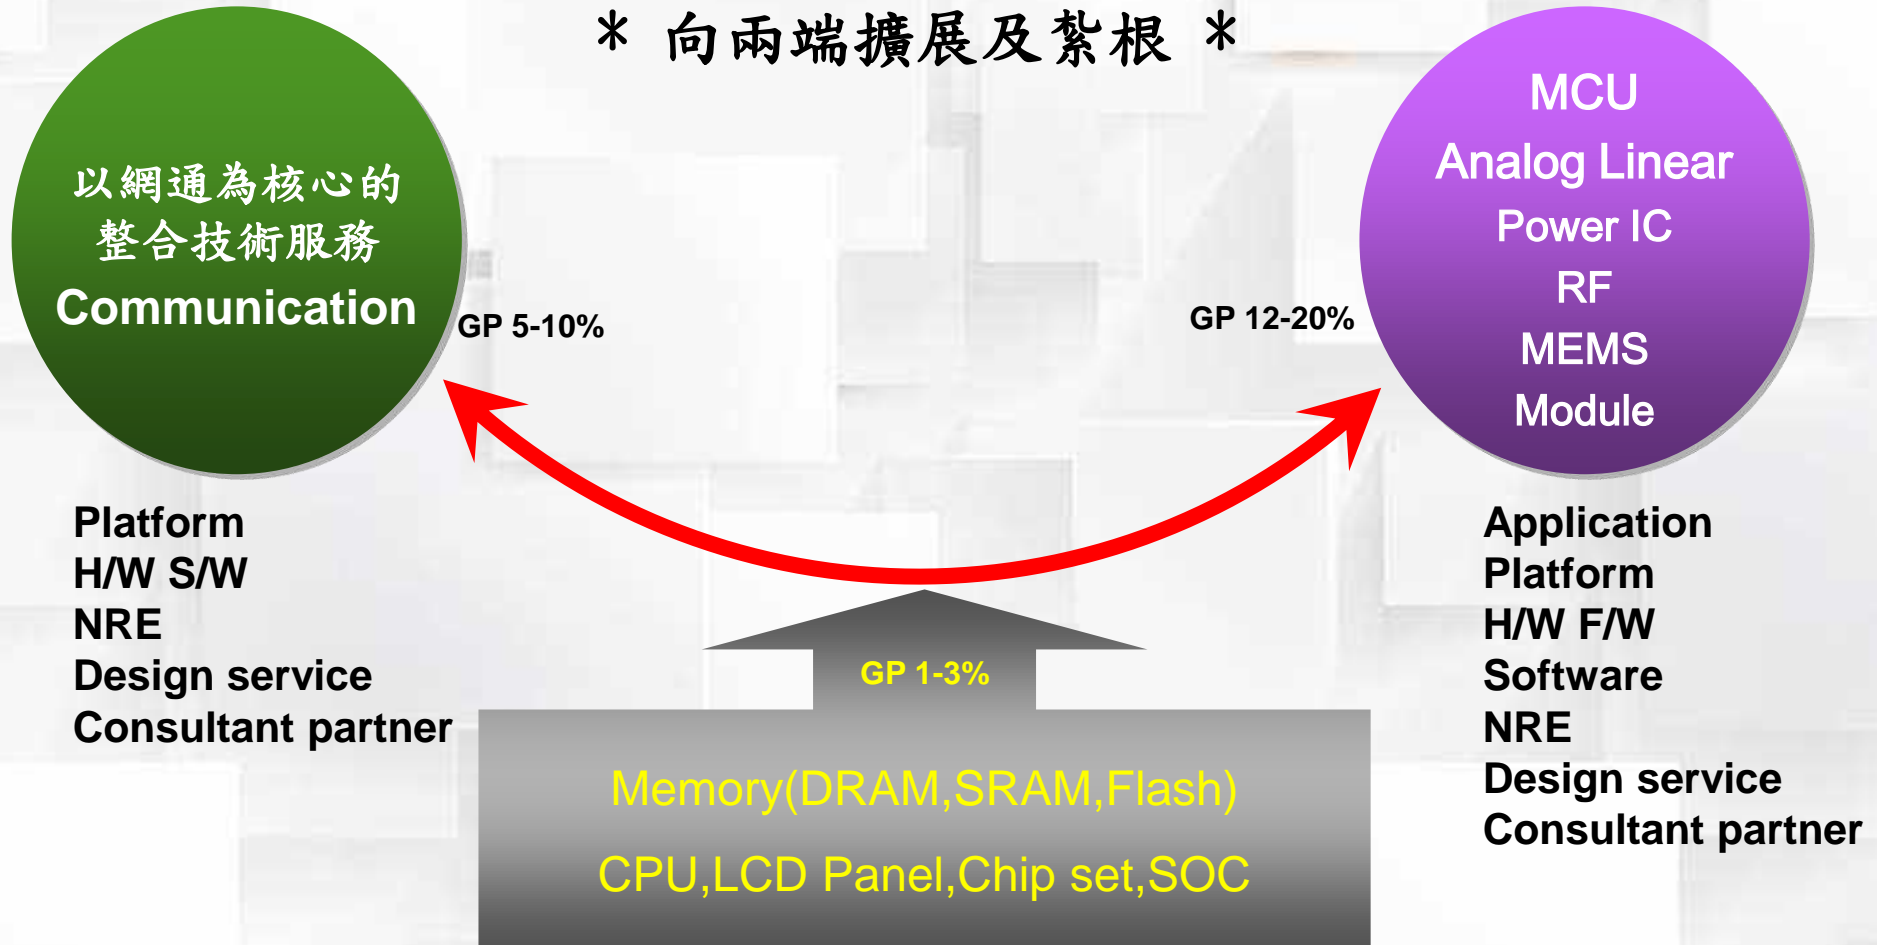 * 向兩端擴展及紮根 *
以網通為核心的
整合技術服務
Communication
GP 5-10%
Platform
H/W S/W
NRE
Design service
Consultant partner
GP 12-20%
MCU
Analog Linear
Power IC
RF
MEMS
Module
Application
Platform
H/W F/W
Software
NRE
Design service
Consultant partner
GP 1-3%
Memory(DRAM,SRAM,Flash)
CPU,LCD Panel,Chip set,SOC